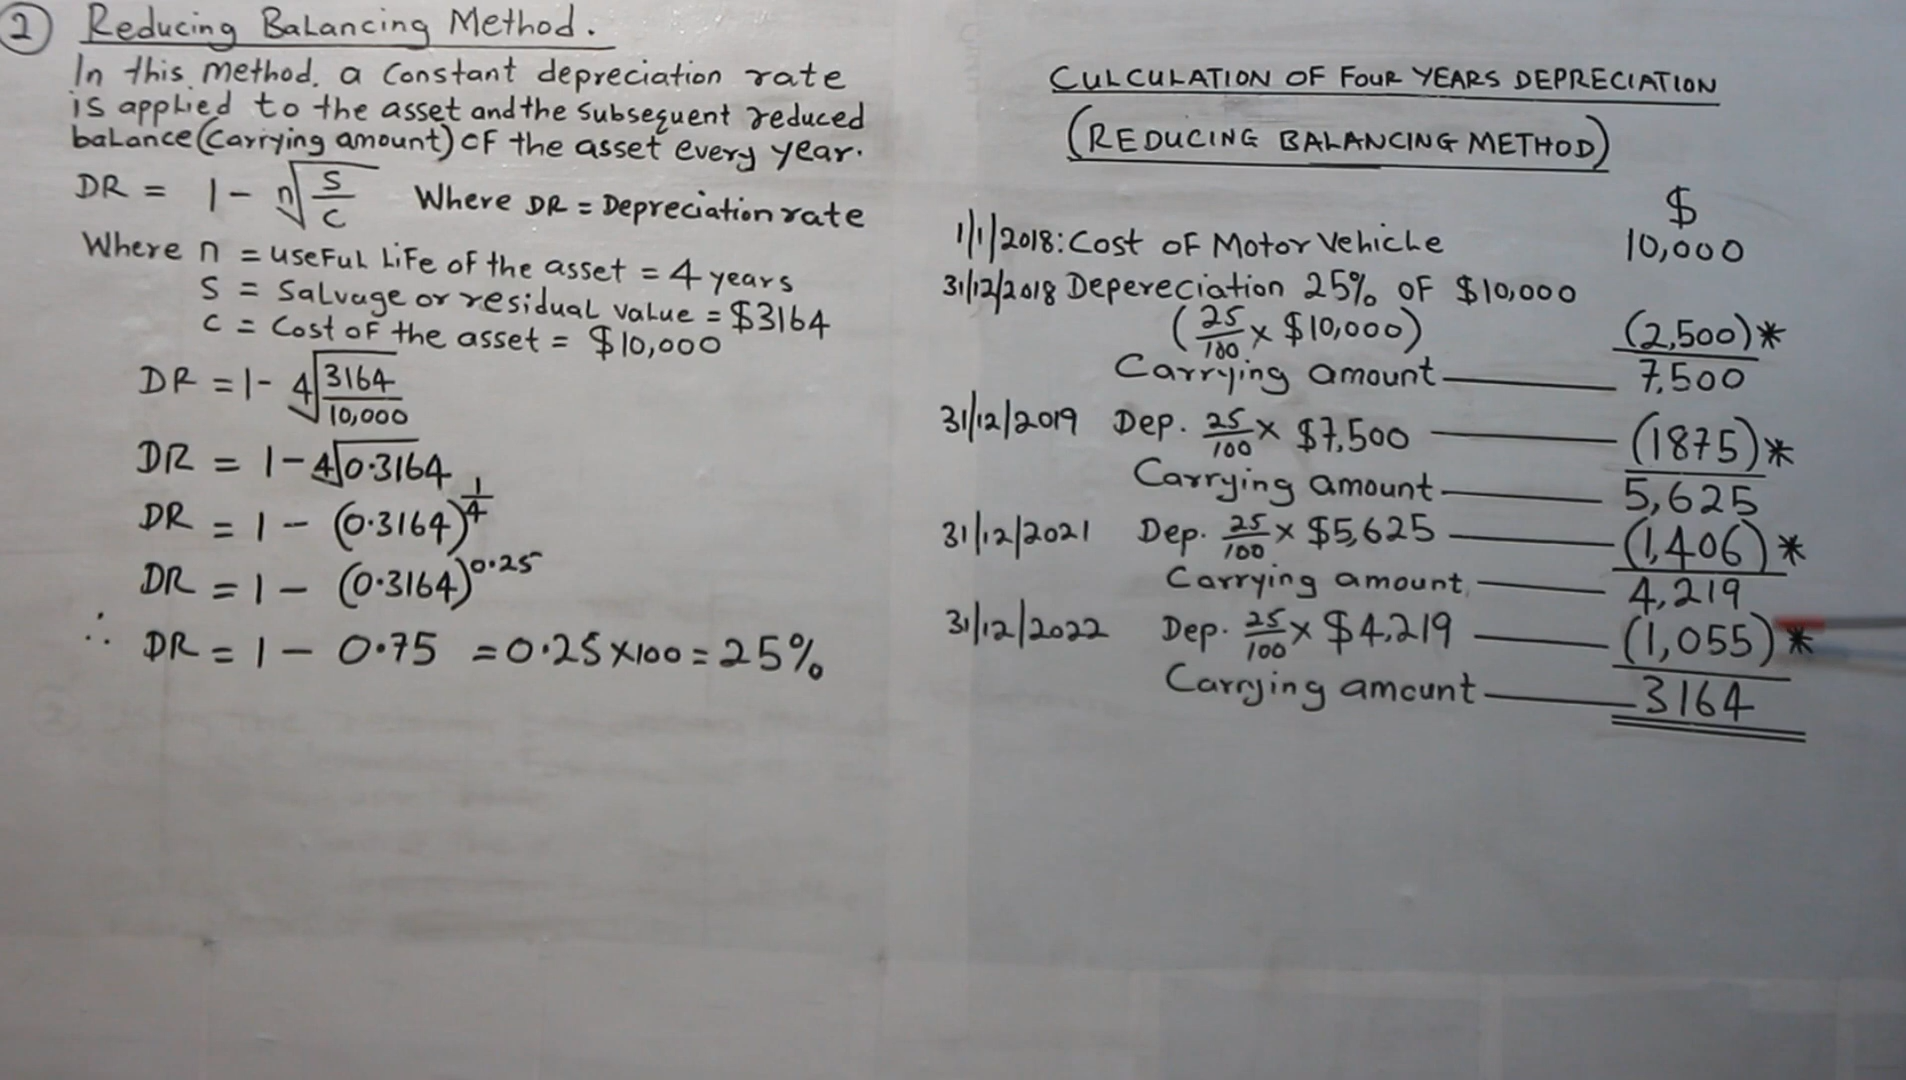 2 Reducing Balancing Method.
In this method, a constant depreciation rate
is applied to the asset and the subsequent reduced
balance (carrying amount) of the asset every year.
DR = 1 - n√(S/C) Where DR = Depreciation rate
Where n = useful life of the asset = 4 years
S = Salvage or residual value = $3164
C = Cost of the asset = $10,000
DR = 1 - 4√(3164/10,000)
DR = 1 - 4√0.3164
DR = 1 - (0.3164)^1/4
DR = 1 - (0.3164)^0.25
∴ DR = 1 - 0.75 = 0.25 x 100 = 25%
CULCULATION OF FOUR YEARS DEPRECIATION
(REDUCING BALANCING METHOD)
$
1/1/2018: Cost of Motor Vehicle 10,000
31/12/2018 Depereciation 25% OF $10,000
(25/100 x $10,000) (2,500)*
Carrying amount 7,500
31/12/2019 Dep. 25/100 x $7,500 (1875)*
Carrying amount 5,625
31/12/2021 Dep. 25/100 x $5,625 (1,406)*
Carrying amount 4,219
31/12/2022 Dep. 25/100 x $4,219 (1,055)*
Carrying amount 3164